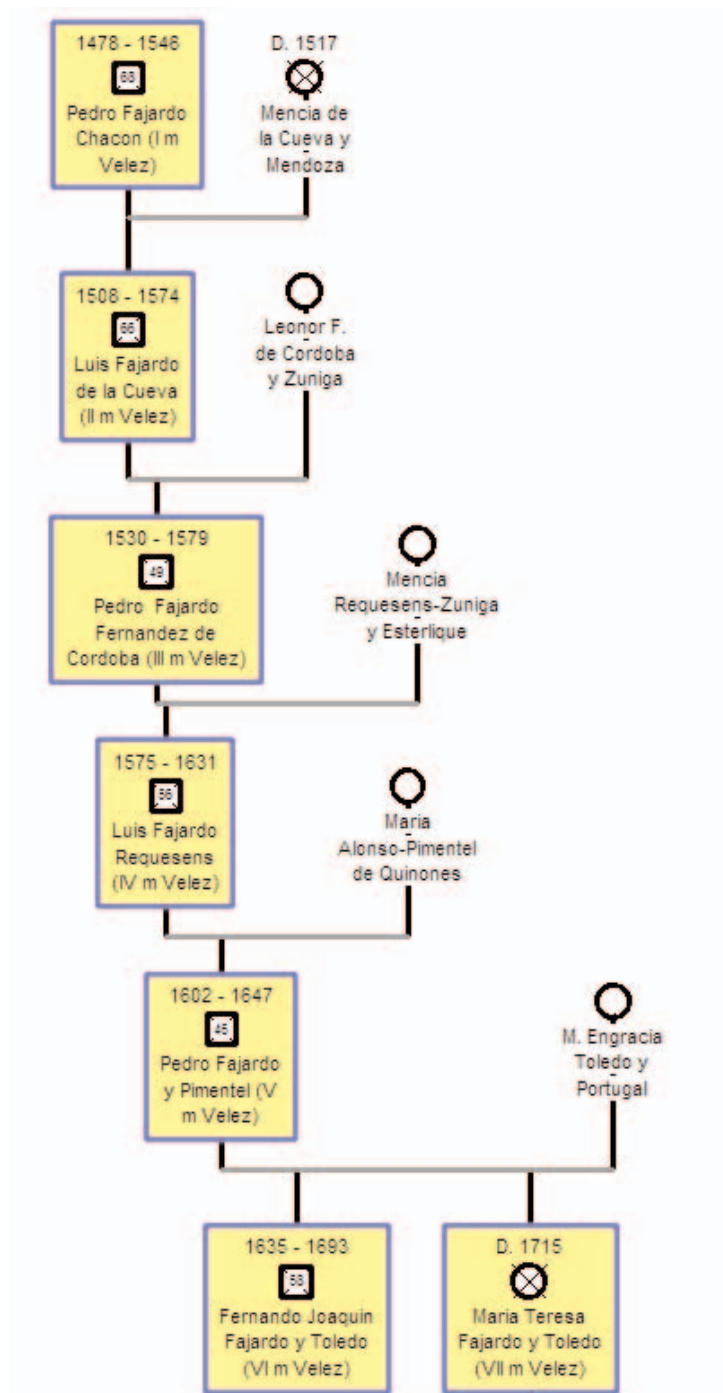 1478 - 1546
68
Pedro Fajardo
Chacon (I m
Velez)
D. 1517
Mencia de
la Cueva y
Mendoza
1508 - 1574
66
Luis Fajardo
de la Cueva
(II m Velez)
Leonor F.
de Cordoba
y Zuniga
1530 - 1579
49
Pedro Fajardo
Fernandez de
Cordoba (III m Velez)
Mencia
Requesens-Zuniga
y Esterlique
1575 - 1631
56
Luis Fajardo
Requesens
(IV m Velez)
Maria
Alonso-Pimentel
de Quinones
1602 - 1647
45
Pedro Fajardo
y Pimentel (V
m Velez)
M. Engracia
Toledo y
Portugal
1635 - 1693
58
Fernando Joaquin
Fajardo y Toledo
(VI m Velez)
D. 1715
Maria Teresa
Fajardo y Toledo
(VII m Velez)